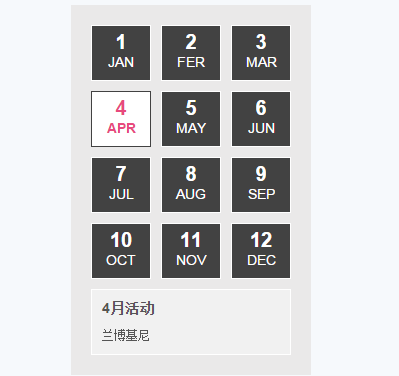 1 2 3
JAN FER MAR
4 5 6
APR MAY JUN
7 8 9
JUL AUG SEP
10 11 12
OCT NOV DEC
4月活动
兰博基尼